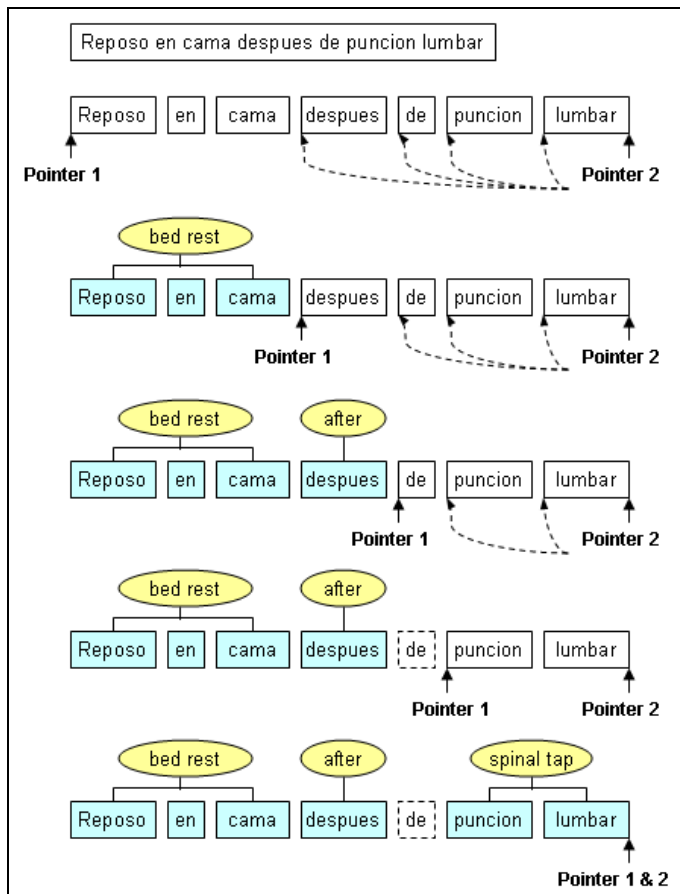 Reposo en cama despues de puncion lumbar
Reposo en cama despues de puncion lumbar
Pointer 1 Pointer 2
bed rest
Reposo en cama despues de puncion lumbar
Pointer 1 Pointer 2
bed rest after
Reposo en cama despues de puncion lumbar
Pointer 1 Pointer 2
bed rest after
Reposo en cama despues de puncion lumbar
Pointer 1 Pointer 2
bed rest after spinal tap
Reposo en cama despues de puncion lumbar
Pointer 1 & 2